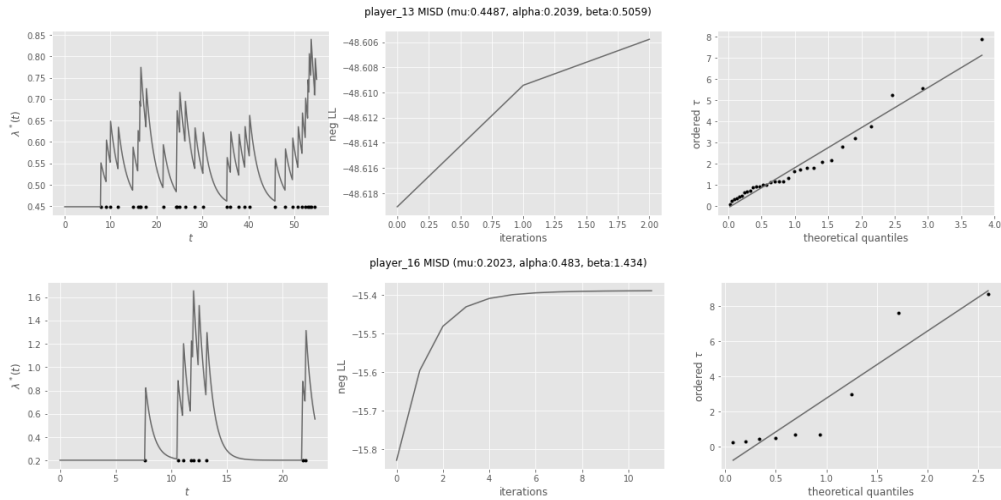 player_13 MISD (mu:0.4487, alpha:0.2039, beta:0.5059)
0.85
0.80
0.75
0.70
0.65
0.60
0.55
0.50
0.45
λ*(t)
0 10 20 30 40 50
t
−48.606
−48.608
−48.610
−48.612
−48.614
−48.616
−48.618
neg LL
0.00 0.25 0.50 0.75 1.00 1.25 1.50 1.75 2.00
iterations
8
6
4
2
0
ordered τ
0.0 0.5 1.0 1.5 2.0 2.5 3.0 3.5 4.0
theoretical quantiles
player_16 MISD (mu:0.2023, alpha:0.483, beta:1.434)
1.6
1.4
1.2
1.0
0.8
0.6
0.4
0.2
λ*(t)
0 5 10 15 20
t
−15.4
−15.5
−15.6
−15.7
−15.8
neg LL
0 2 4 6 8 10
iterations
8
6
4
2
0
ordered τ
0.0 0.5 1.0 1.5 2.0 2.5
theoretical quantiles